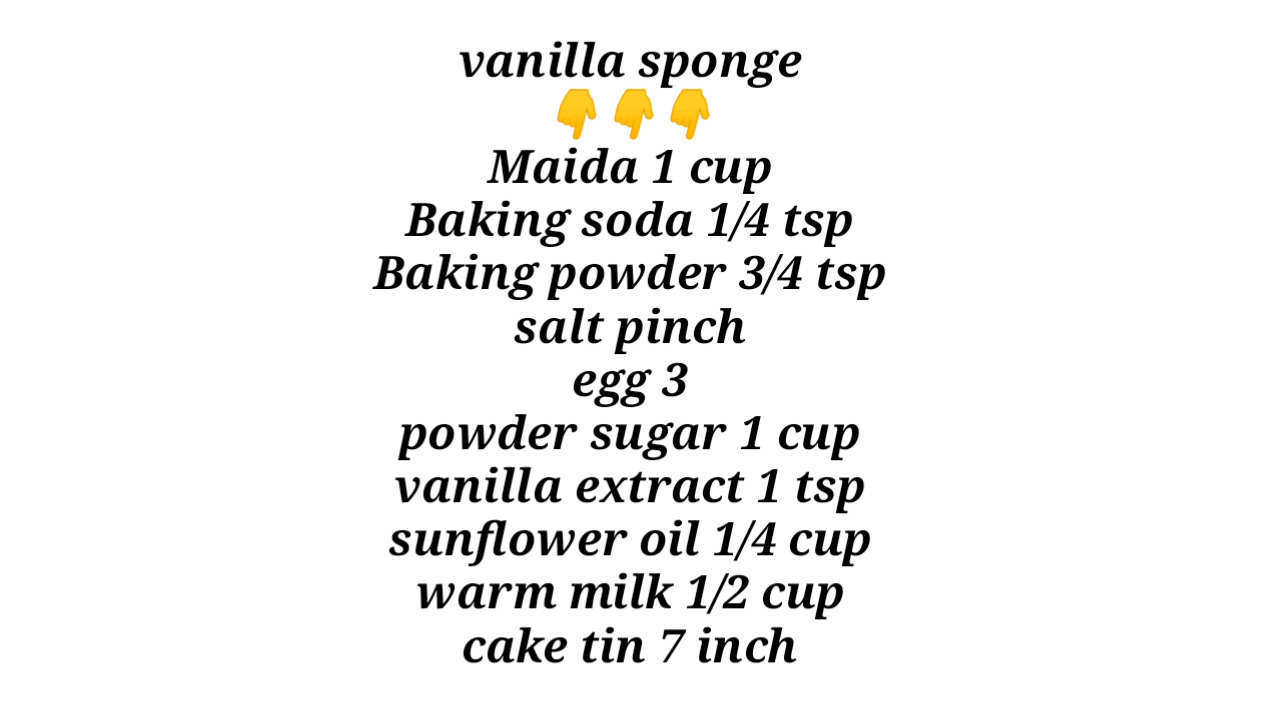 vanilla sponge
👇👇👇
Maida 1 cup
Baking soda 1/4 tsp
Baking powder 3/4 tsp
salt pinch
egg 3
powder sugar 1 cup
vanilla extract 1 tsp
sunflower oil 1/4 cup
warm milk 1/2 cup
cake tin 7 inch